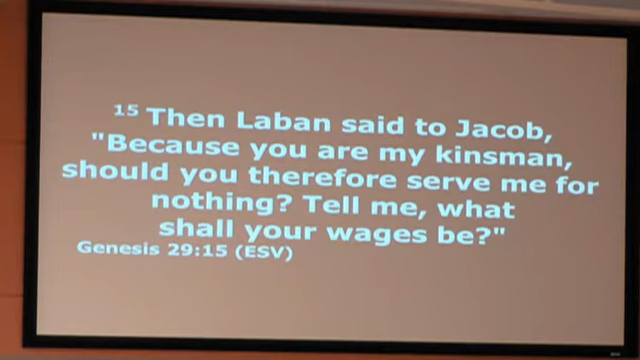 15 Then Laban said to Jacob,
"Because you are my kinsman,
should you therefore serve me for
nothing? Tell me, what
shall your wages be?"
Genesis 29:15 (ESV)